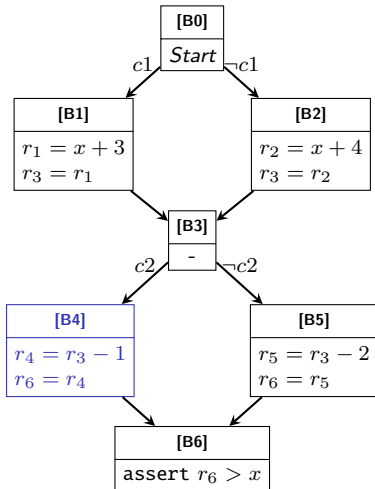 [B0]
Start
c1 ¬c1
[B1] [B2]
r₁ = x + 3 r₂ = x + 4
r₃ = r₁ r₃ = r₂
[B3]
-
c2 ¬c2
[B4] [B5]
r₄ = r₃ − 1 r₅ = r₃ − 2
r₆ = r₄ r₆ = r₅
[B6]
assert r₆ > x